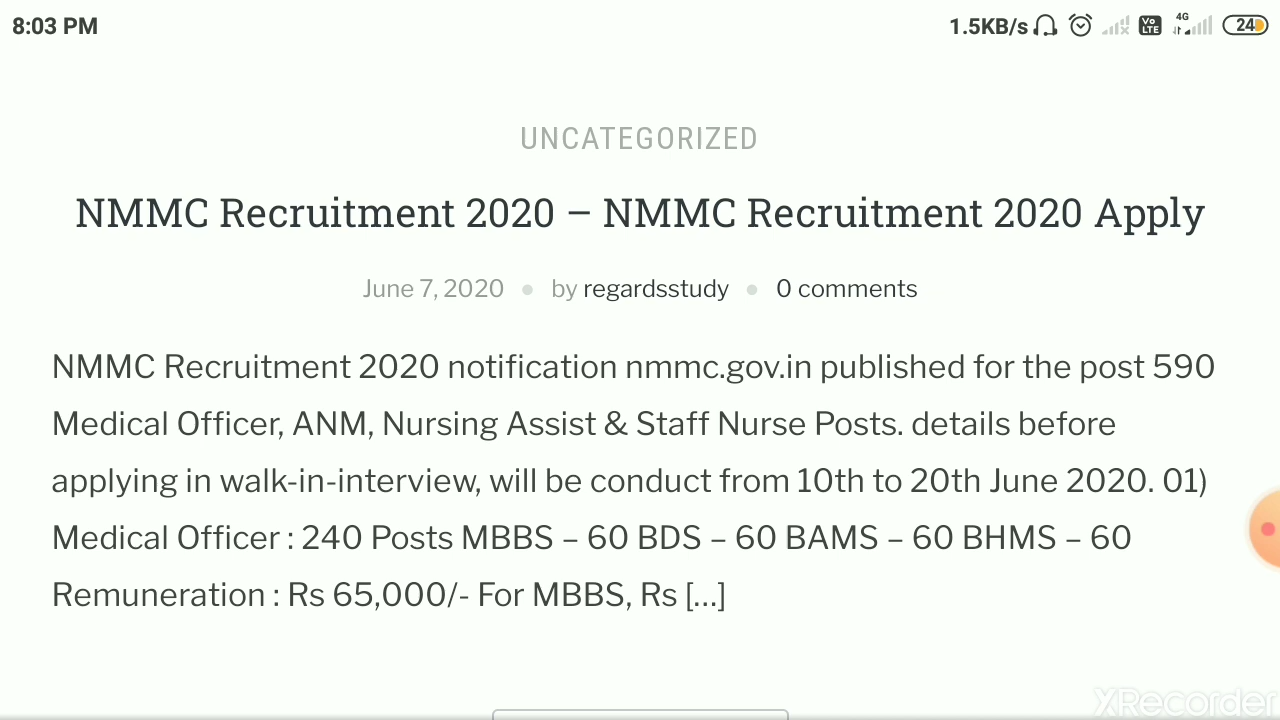 8:03 PM 1.5KB/s Vo LTE 4G 24
UNCATEGORIZED
NMMC Recruitment 2020 – NMMC Recruitment 2020 Apply
June 7, 2020 • by regardsstudy • 0 comments
NMMC Recruitment 2020 notification nmmc.gov.in published for the post 590
Medical Officer, ANM, Nursing Assist & Staff Nurse Posts. details before
applying in walk-in-interview, will be conduct from 10th to 20th June 2020. 01)
Medical Officer : 240 Posts MBBS – 60 BDS – 60 BAMS – 60 BHMS – 60
Remuneration : Rs 65,000/- For MBBS, Rs [...]
XRecorder